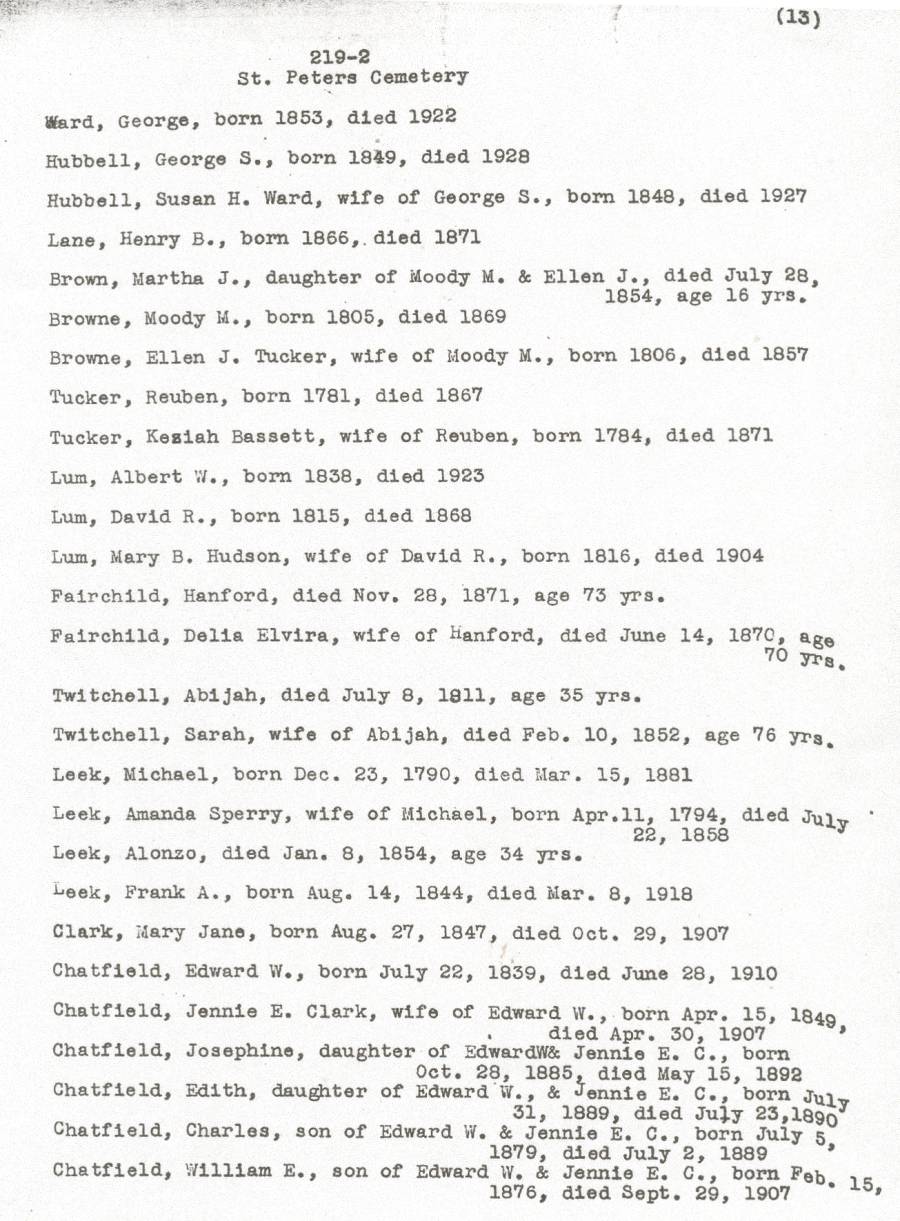 (13)
219-2
St. Peters Cemetery
Ward, George, born 1853, died 1922
Hubbell, George S., born 1849, died 1928
Hubbell, Susan H. Ward, wife of George S., born 1848, died 1927
Lane, Henry B., born 1866, died 1871
Brown, Martha J., daughter of Moody M. & Ellen J., died July 28,
1854, age 16 yrs.
Browne, Moody M., born 1805, died 1869
Browne, Ellen J. Tucker, wife of Moody M., born 1806, died 1857
Tucker, Reuben, born 1781, died 1867
Tucker, Keziah Bassett, wife of Reuben, born 1784, died 1871
Lum, Albert W., born 1838, died 1923
Lum, David R., born 1815, died 1868
Lum, Mary B. Hudson, wife of David R., born 1816, died 1904
Fairchild, Hanford, died Nov. 28, 1871, age 73 yrs.
Fairchild, Delia Elvira, wife of Hanford, died June 14, 1870, age
70 yrs.
Twitchell, Abijah, died July 8, 1811, age 35 yrs.
Twitchell, Sarah, wife of Abijah, died Feb. 10, 1852, age 76 yrs.
Leek, Michael, born Dec. 23, 1790, died Mar. 15, 1881
Leek, Amanda Sperry, wife of Michael, born Apr.11, 1794, died July
22, 1858
Leek, Alonzo, died Jan. 8, 1854, age 34 yrs.
Leek, Frank A., born Aug. 14, 1844, died Mar. 8, 1918
Clark, Mary Jane, born Aug. 27, 1847, died Oct. 29, 1907
Chatfield, Edward W., born July 22, 1839, died June 28, 1910
Chatfield, Jennie E. Clark, wife of Edward W., born Apr. 15, 1849,
died Apr. 30, 1907
Chatfield, Josephine, daughter of EdwardW& Jennie E. C., born
Oct. 28, 1885, died May 15, 1892
Chatfield, Edith, daughter of Edward W., & Jennie E. C., born July
31, 1889, died July 23,1890
Chatfield, Charles, son of Edward W. & Jennie E. C., born July 5,
1879, died July 2, 1889
Chatfield, William E., son of Edward W. & Jennie E. C., born Feb. 15,
1876, died Sept. 29, 1907